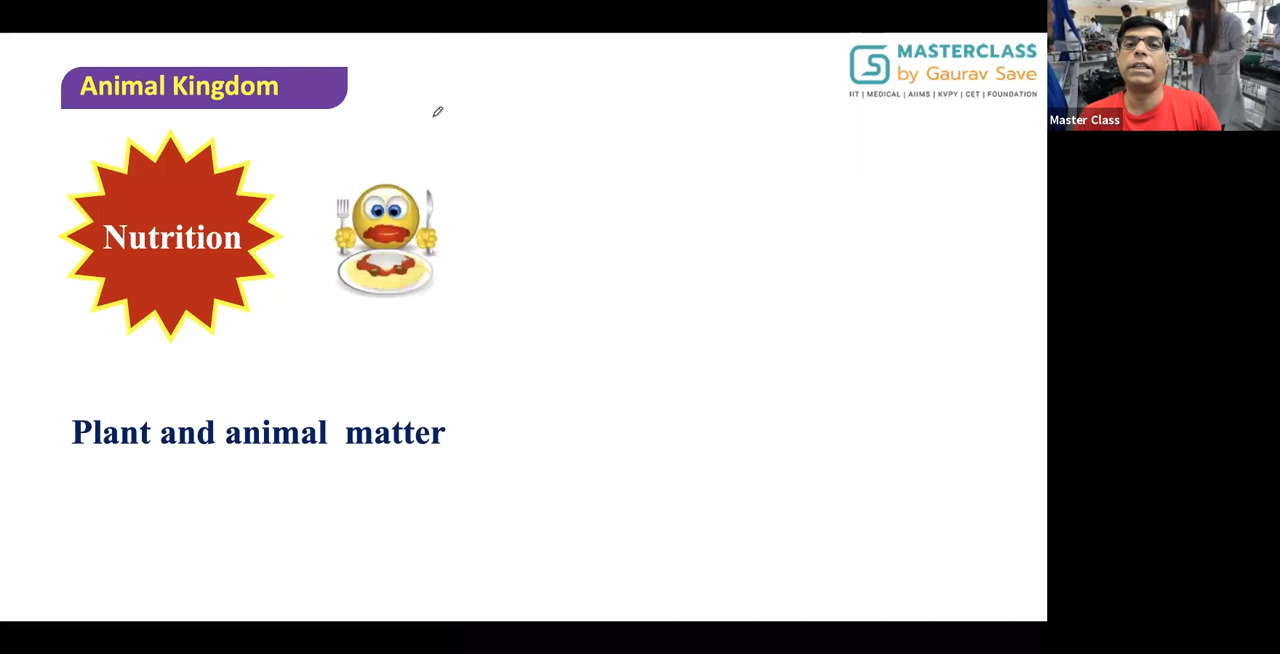 Animal Kingdom
MASTERCLASS
by Gaurav Save
IIT | MEDICAL | AIIMS | KVPY | CET | FOUNDATION
Master Class
Nutrition
Plant and animal matter